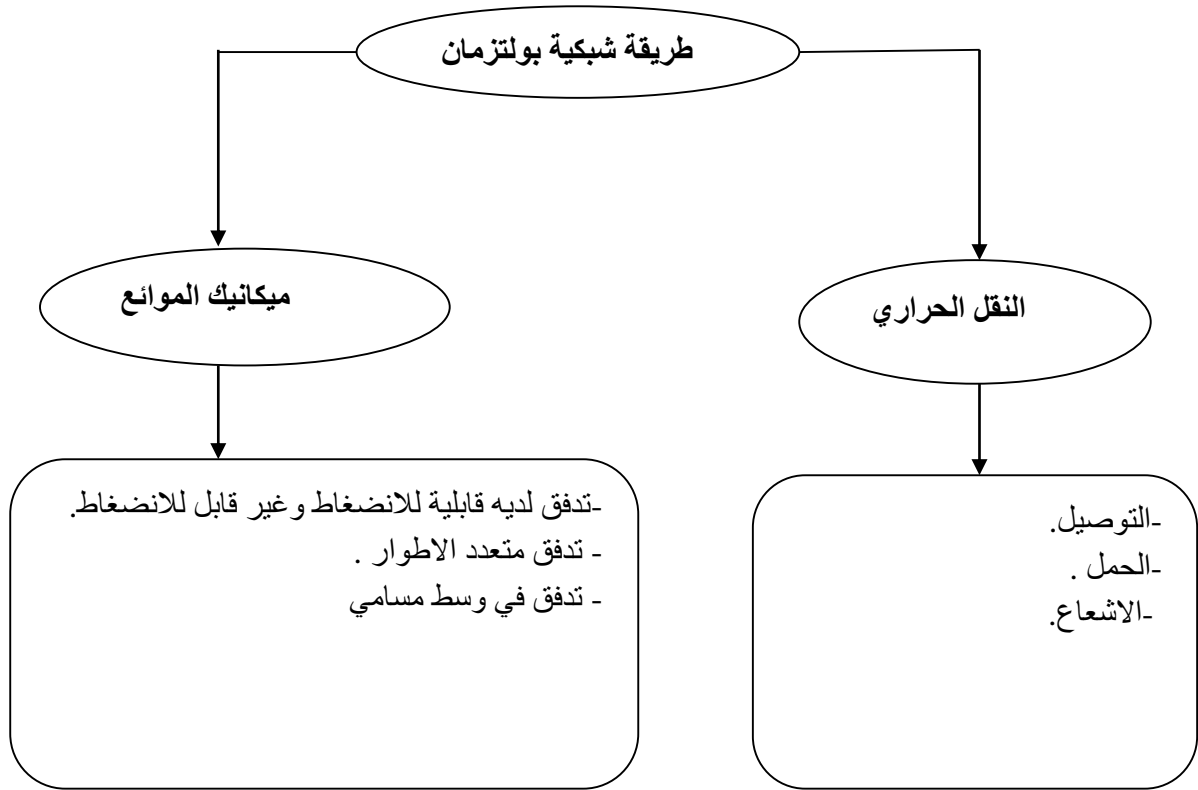 طريقة شبكية بولتزمان
النقل الحراري
ميكانيك الموائع
-التوصيل.
-الحمل .
-الاشعاع.
-تدفق لديه قابلية للانضغاط وغير قابل للانضغاط.
- تدفق متعدد الاطوار .
- تدفق في وسط مسامي